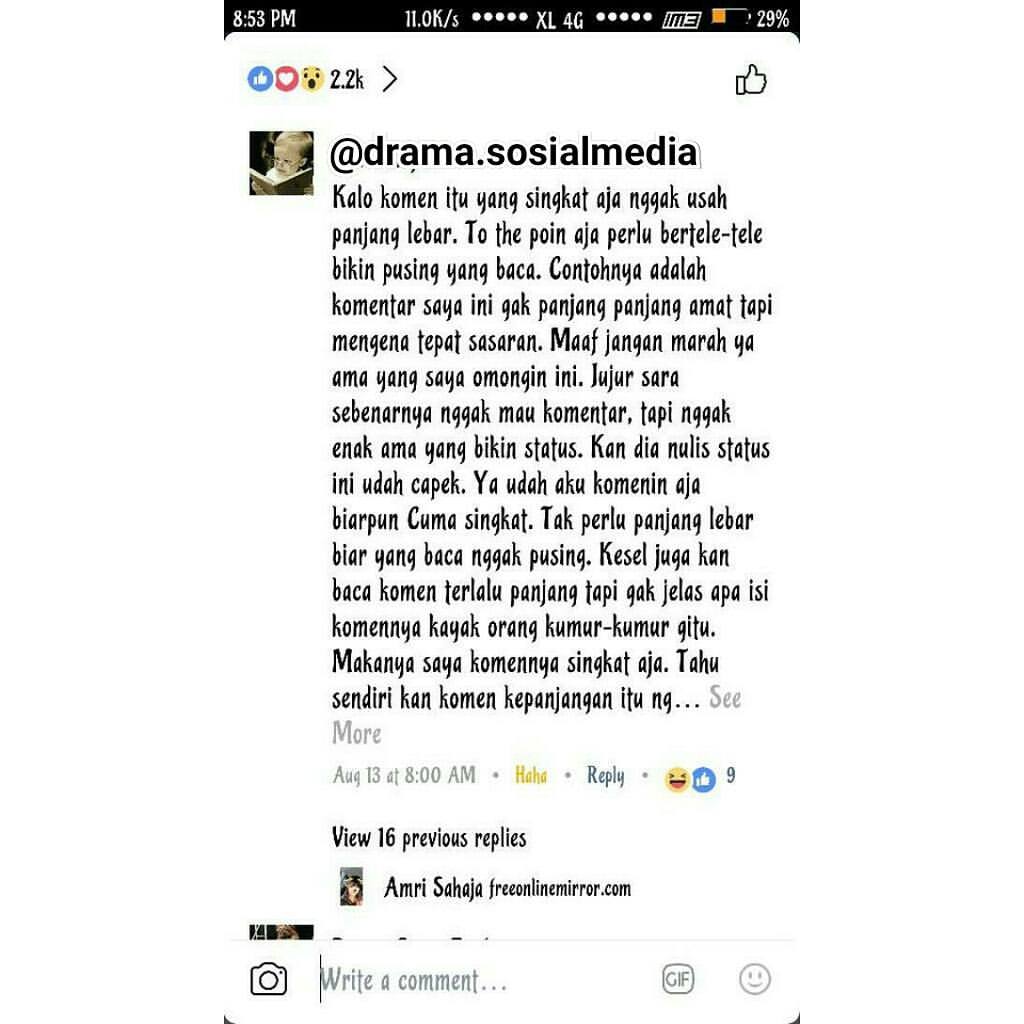 8:53 PM 11.0K/s XL 4G IM3 29%
2.2k
@drama.sosialmedia
Kalo komen itu yang singkat aja nggak usah
panjang lebar. To the poin aja perlu bertele-tele
bikin pusing yang baca. Contohnya adalah
komentar saya ini gak panjang panjang amat tapi
mengena tepat sasaran. Maaf jangan marah ya
ama yang saya omongin ini. Jujur sara
sebenarnya nggak mau komentar, tapi nggak
enak ama yang bikin status. Kan dia nulis status
ini udah capek. Ya udah aku komenin aja
biarpun Cuma singkat. Tak perlu panjang lebar
biar yang baca nggak pusing. Kesel juga kan
baca komen terlalu panjang tapi gak jelas apa isi
komennya kayak orang kumur-kumur gitu.
Makanya saya komennya singkat aja. Tahu
sendiri kan komen kepanjangan itu ng... See
More
Aug 13 at 8:00 AM • Haha • Reply • 9
View 16 previous replies
Amri Sahaja freeonlinemirror.com
Write a comment...
GIF